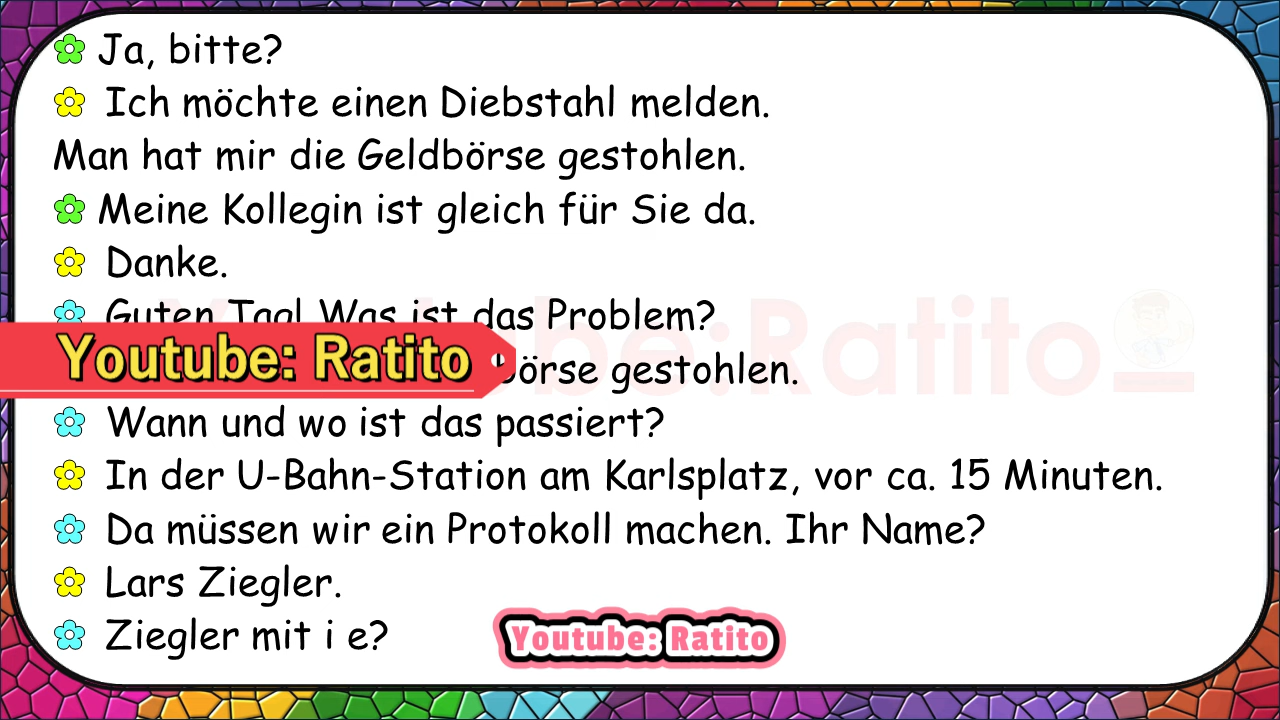 Ja, bitte?
Ich möchte einen Diebstahl melden.
Man hat mir die Geldbörse gestohlen.
Meine Kollegin ist gleich für Sie da.
Danke.
Guten Tag! Was ist das Problem?
Youtube: Ratito
börse gestohlen.
Wann und wo ist das passiert?
In der U-Bahn-Station am Karlsplatz, vor ca. 15 Minuten.
Da müssen wir ein Protokoll machen. Ihr Name?
Lars Ziegler.
Ziegler mit i e?
Youtube: Ratito
Youtube:Ratito